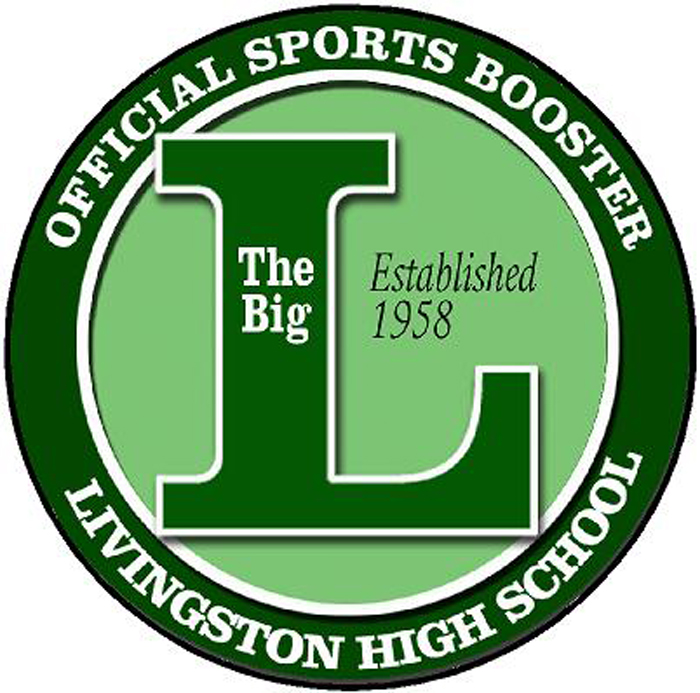 OFFICIAL SPORTS BOOSTER
L
The
Big
Established
1958
LIVINGSTON HIGH SCHOOL